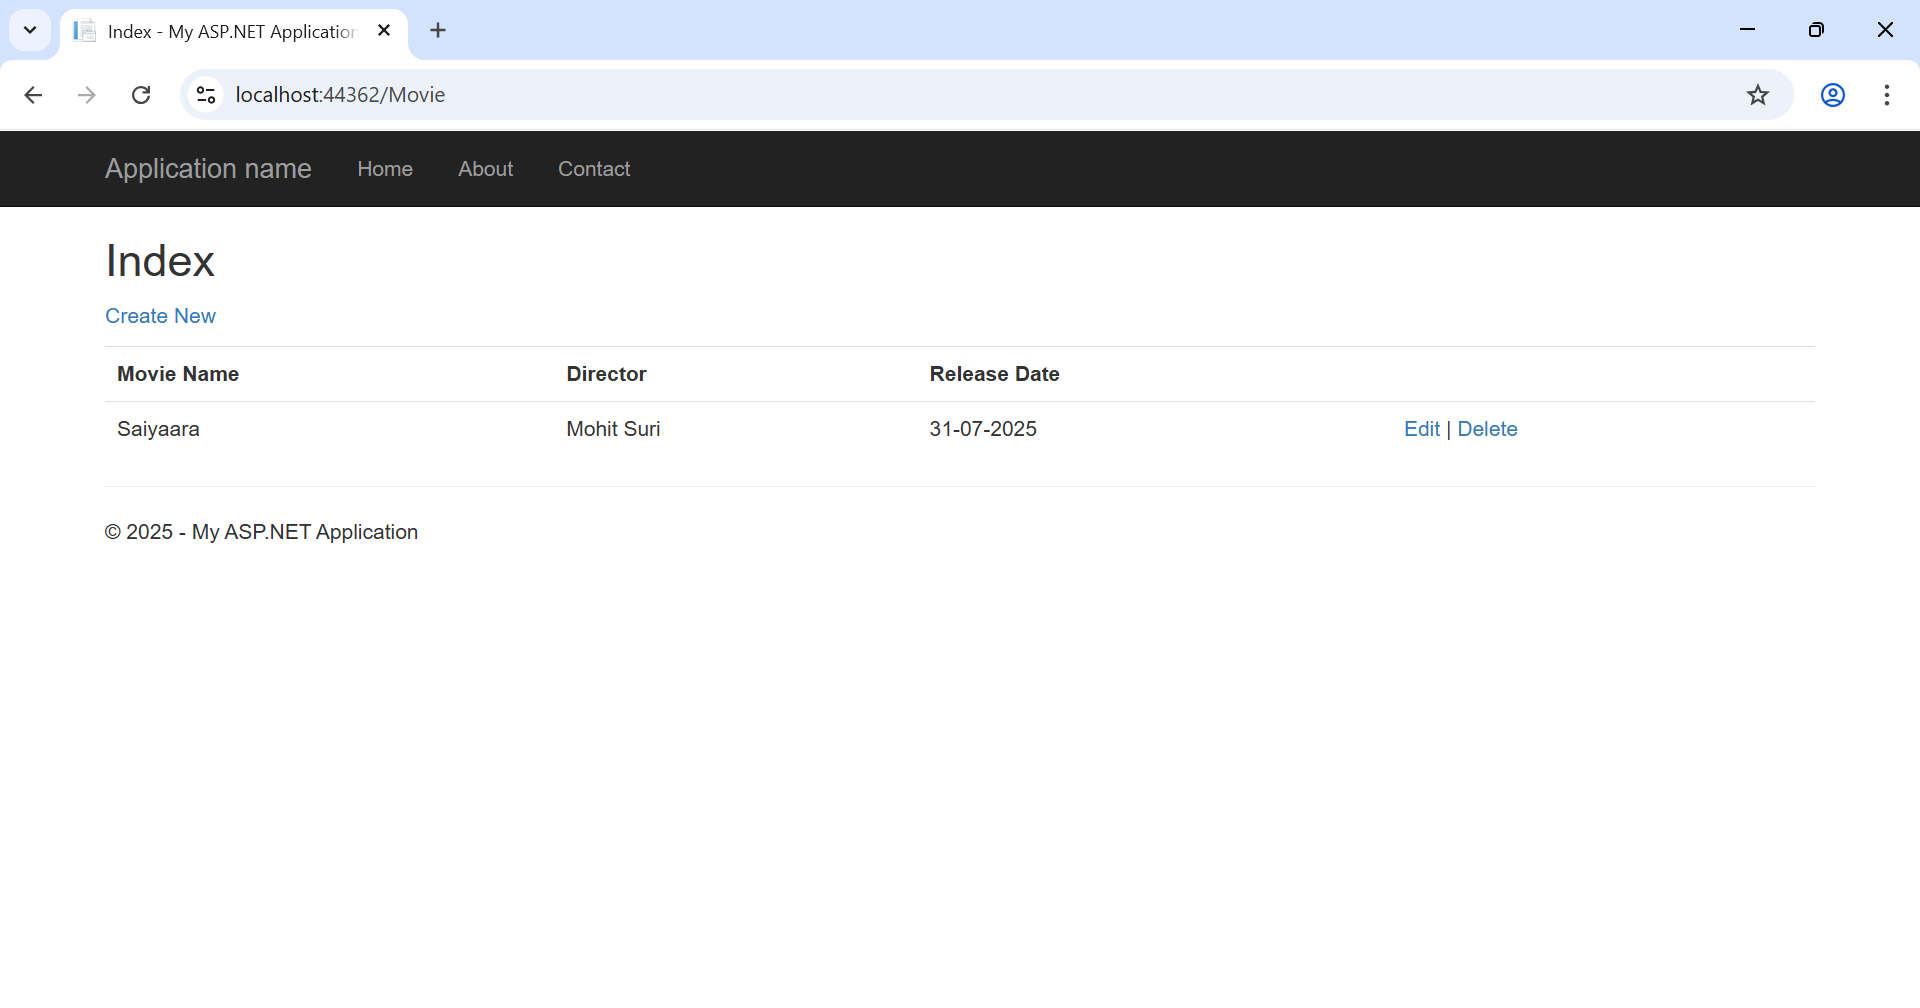 Index - My ASP.NET Application
localhost:44362/Movie
Application name Home About Contact
Index
Create New
Movie Name Director Release Date
Saiyaara Mohit Suri 31-07-2025 Edit | Delete
© 2025 - My ASP.NET Application